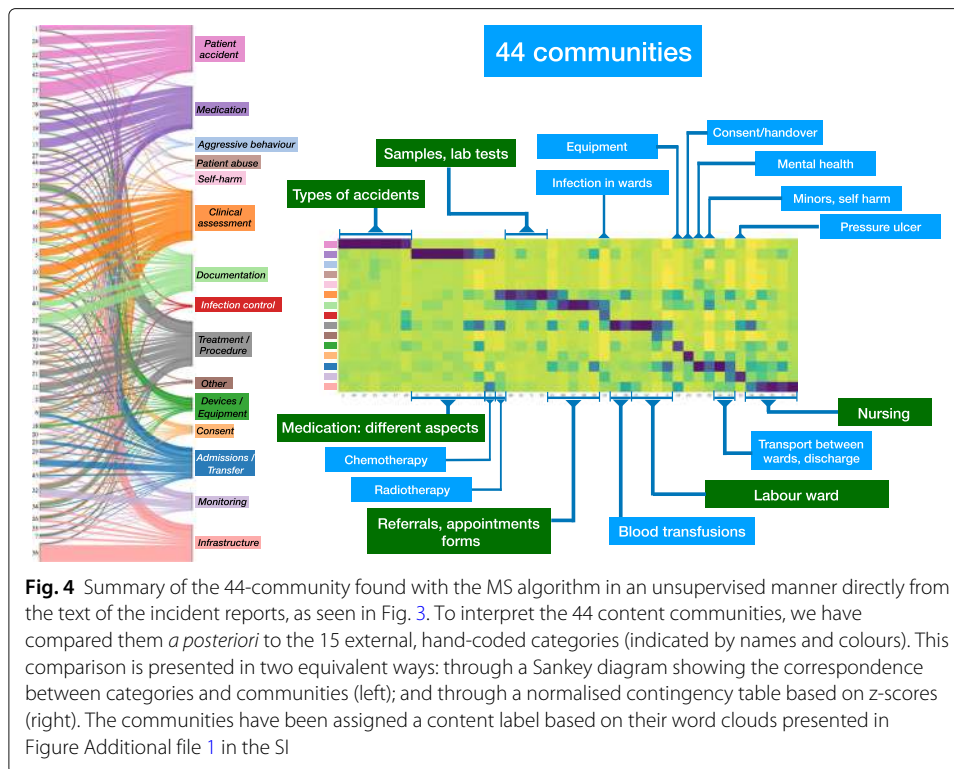 44 communities
Patient
accident
Medication
Aggressive behaviour
Patient abuse
Self-harm
Clinical
assessment
Documentation
Infection control
Treatment /
Procedure
Other
Devices /
Equipment
Consent
Admissions /
Transfer
Monitoring
Infrastructure
Samples, lab tests
Types of accidents
Equipment
Infection in wards
Consent/handover
Mental health
Minors, self harm
Pressure ulcer
Medication: different aspects
Chemotherapy
Radiotherapy
Referrals, appointments
forms
Blood transfusions
Labour ward
Transport between
wards, discharge
Nursing
Fig. 4 Summary of the 44-community found with the MS algorithm in an unsupervised manner directly from
the text of the incident reports, as seen in Fig. 3. To interpret the 44 content communities, we have
compared them a posteriori to the 15 external, hand-coded categories (indicated by names and colours). This
comparison is presented in two equivalent ways: through a Sankey diagram showing the correspondence
between categories and communities (left); and through a normalised contingency table based on z-scores
(right). The communities have been assigned a content label based on their word clouds presented in
Figure Additional file 1 in the SI